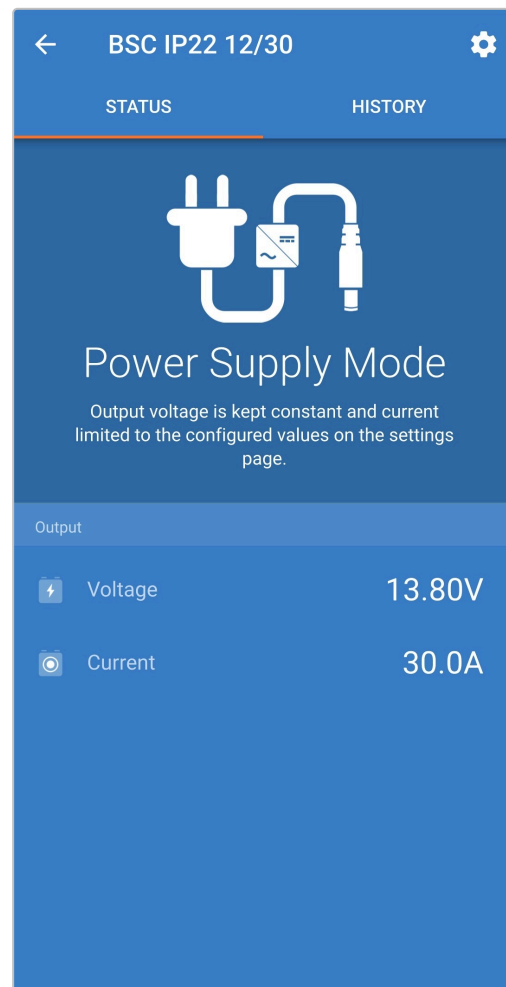 BSC IP22 12/30
STATUS HISTORY
Power Supply Mode
Output voltage is kept constant and current
limited to the configured values on the settings
page.
Output
Voltage 13.80V
Current 30.0A